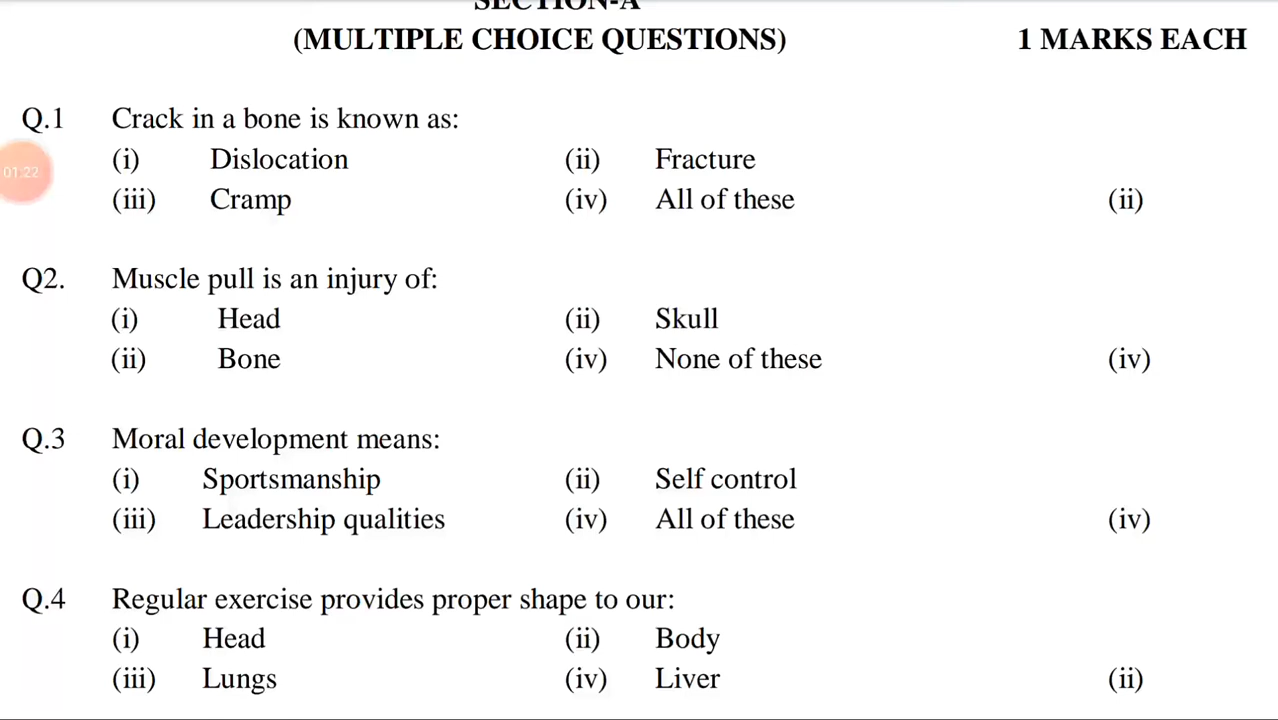 SECTION-A
(MULTIPLE CHOICE QUESTIONS) 1 MARKS EACH
Q.1 Crack in a bone is known as:
(i) Dislocation (ii) Fracture
01:22
(iii) Cramp (iv) All of these (ii)
Q2. Muscle pull is an injury of:
(i) Head (ii) Skull
(ii) Bone (iv) None of these (iv)
Q.3 Moral development means:
(i) Sportsmanship (ii) Self control
(iii) Leadership qualities (iv) All of these (iv)
Q.4 Regular exercise provides proper shape to our:
(i) Head (ii) Body
(iii) Lungs (iv) Liver (ii)